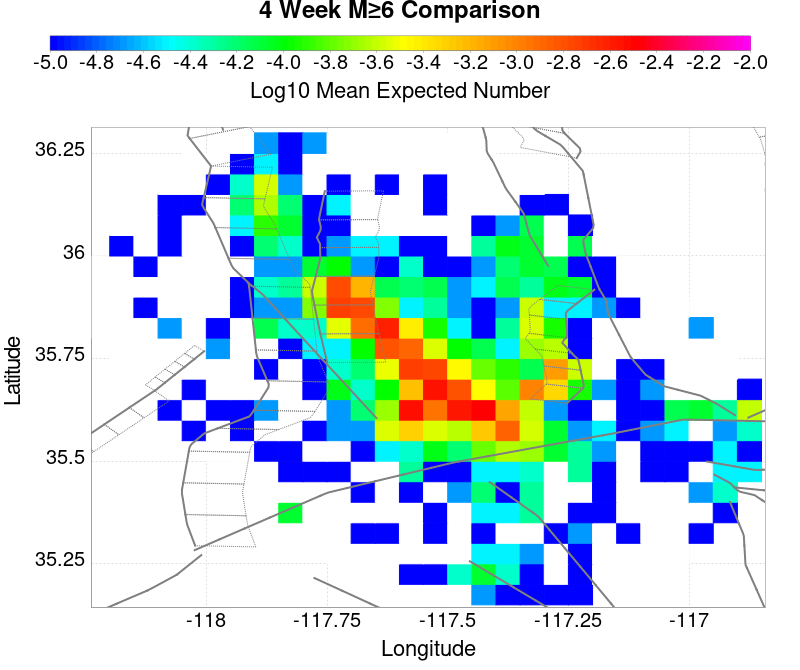 4 Week M≥6 Comparison
-5.0 -4.8 -4.6 -4.4 -4.2 -4.0 -3.8 -3.6 -3.4 -3.2 -3.0 -2.8 -2.6 -2.4 -2.2 -2.0
Log10 Mean Expected Number
36.25
36
35.75
35.5
35.25
Latitude
-118 -117.75 -117.5 -117.25 -117
Longitude